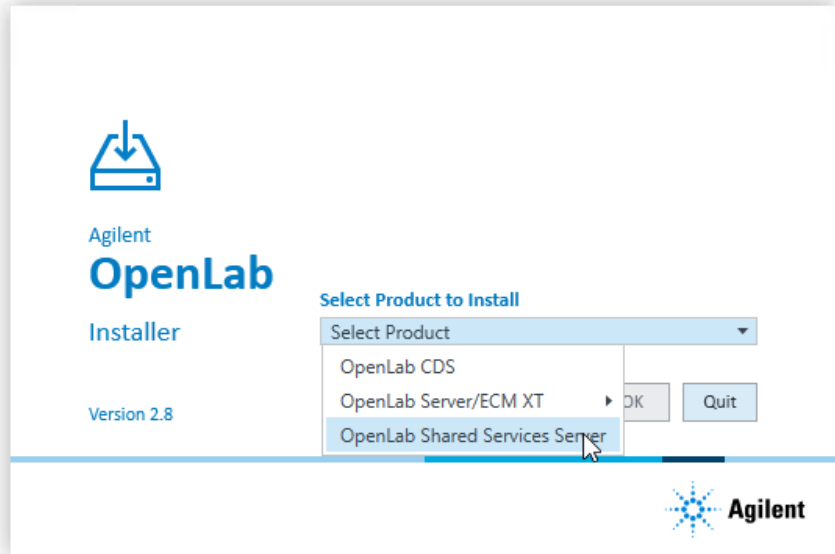 Agilent
OpenLab
Installer
Version 2.8
Select Product to Install
Select Product
OpenLab CDS
OpenLab Server/ECM XT
OpenLab Shared Services Server
OK
Quit
Agilent